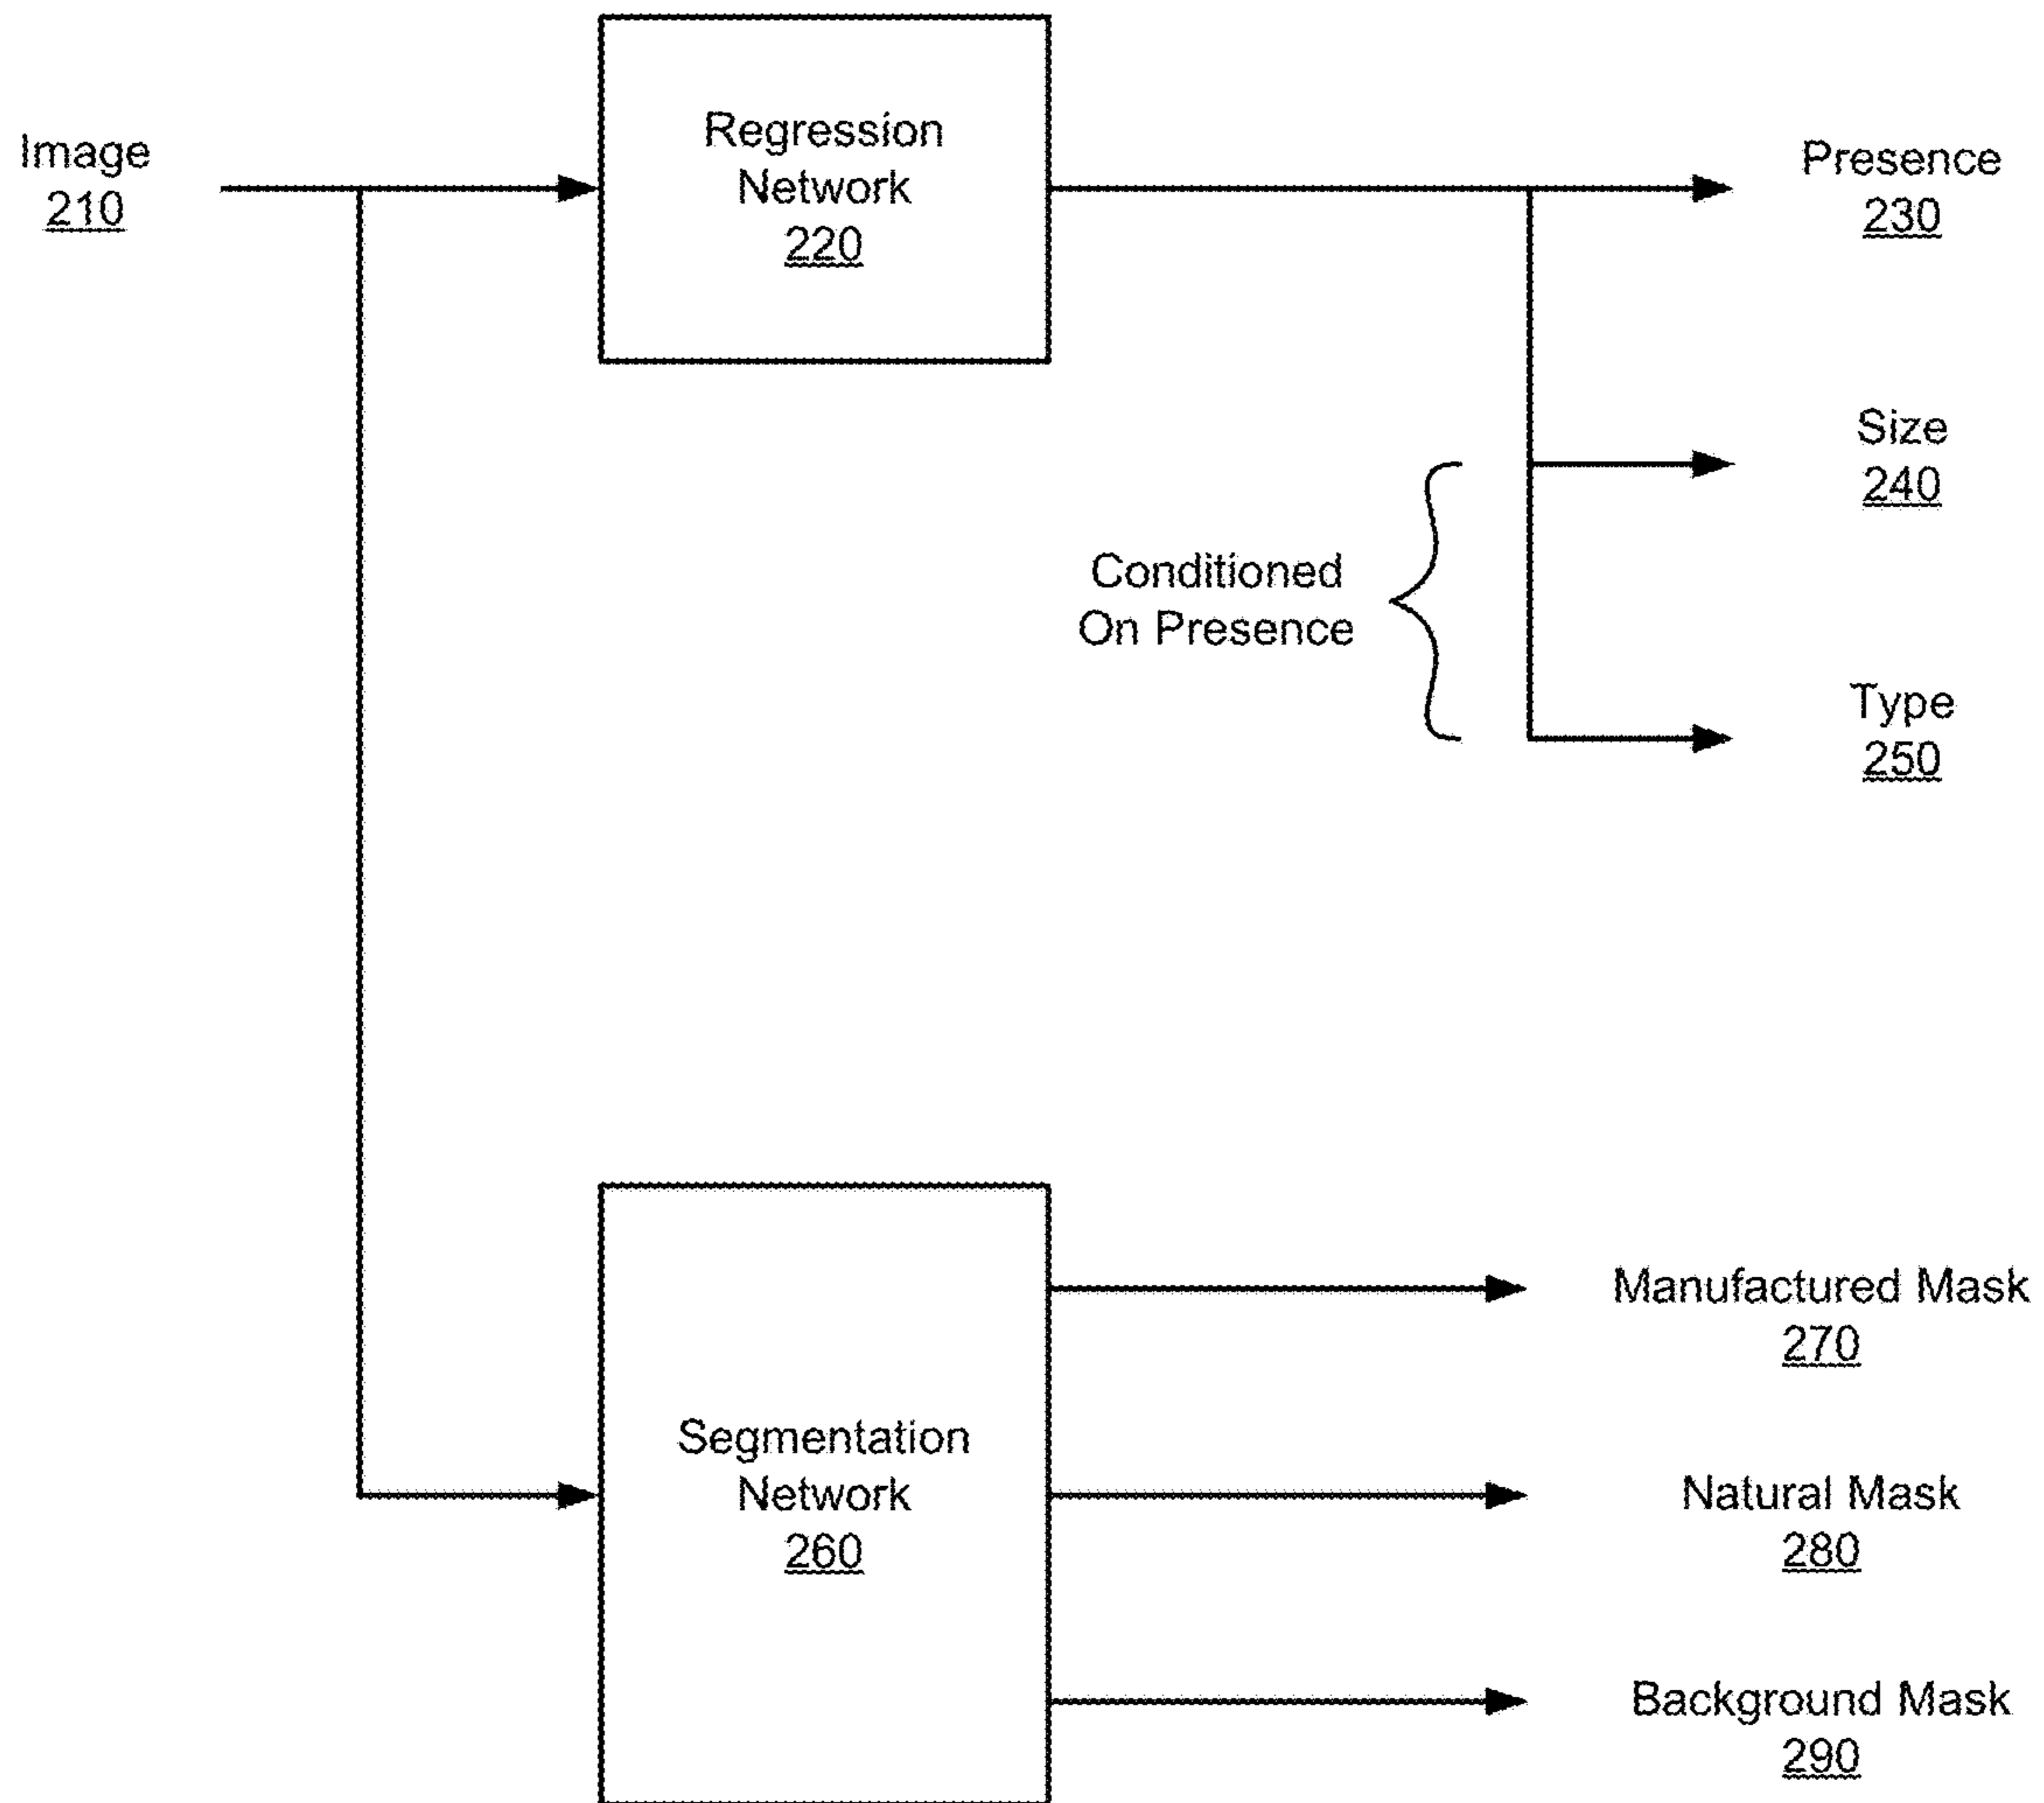 Image
210
Regression
Network
220
Presence
230
Size
240
Conditioned
On Presence
Type
250
Segmentation
Network
260
Manufactured Mask
270
Natural Mask
280
Background Mask
290